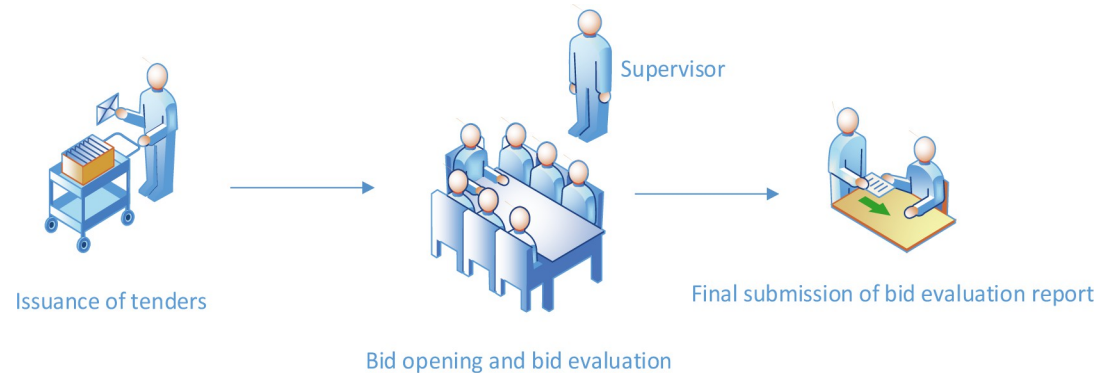 Supervisor
Issuance of tenders
Final submission of bid evaluation report
Bid opening and bid evaluation